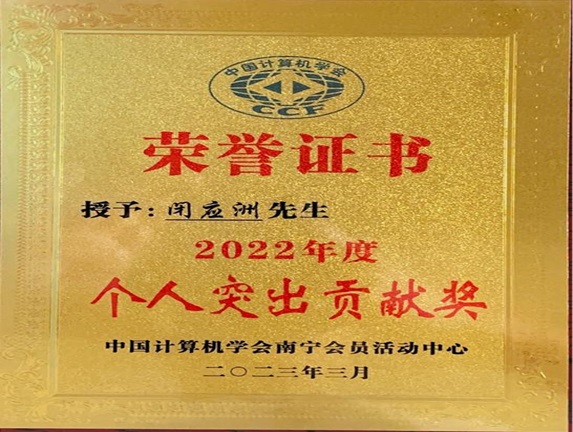 中国计算机学会
CCF
荣誉证书
授予：闭应洲先生
2022年度
个人突出贡献奖
中国计算机学会南宁会员活动中心
二〇二三年三月